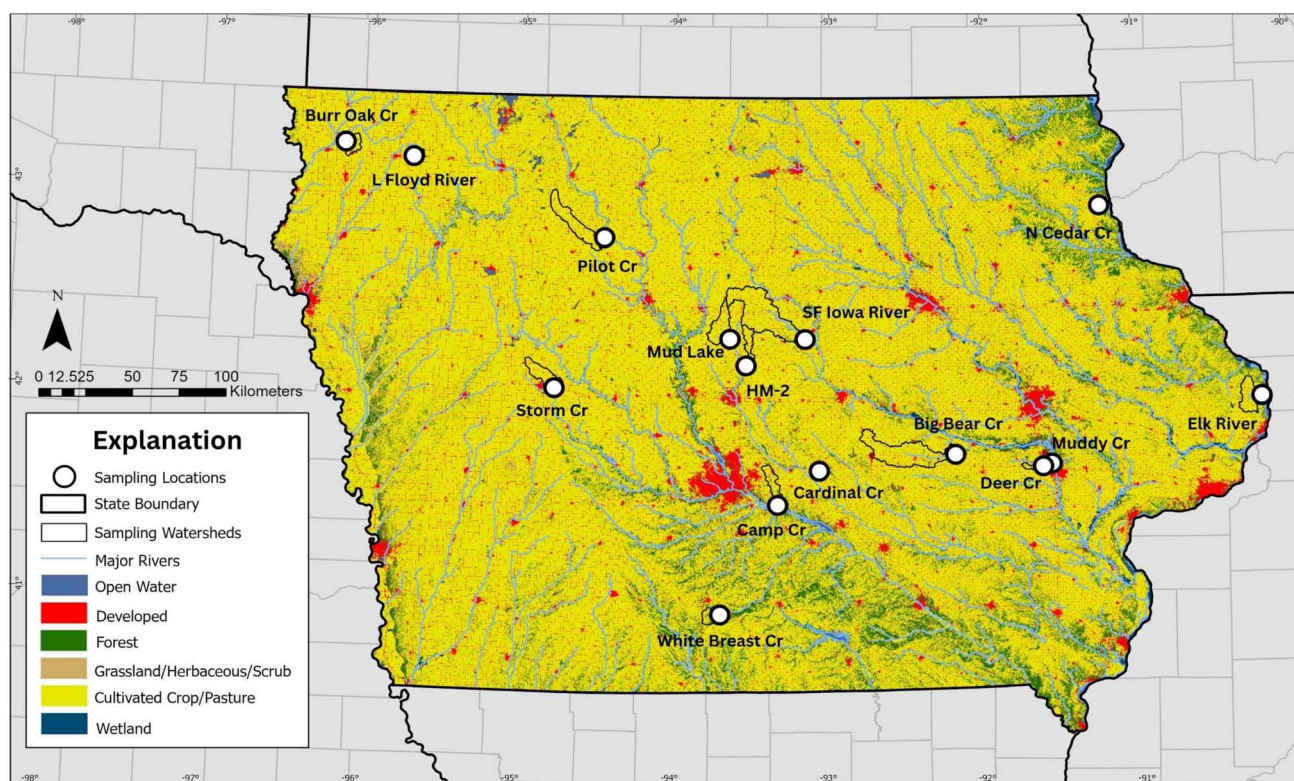 -98° -97° -96° -95° -94° -93° -92° -91° -90°
Burr Oak Cr
L Floyd River
43° 43°
N Cedar Cr
Pilot Cr
SF Iowa River
N
Mud Lake
42° 42°
0 12.525 50 75 100
Kilometers
HM-2
Storm Cr
Elk River
Big Bear Cr
Muddy Cr
Explanation
Deer Cr
Cardinal Cr
Sampling Locations
State Boundary
Camp Cr
Sampling Watersheds
Major Rivers
41° 41°
Open Water
Developed
White Breast Cr
Forest
Grassland/Herbaceous/Scrub
Cultivated Crop/Pasture
Wetland
-98° -97° -96° -95° -94° -93° -92° -91° -90°